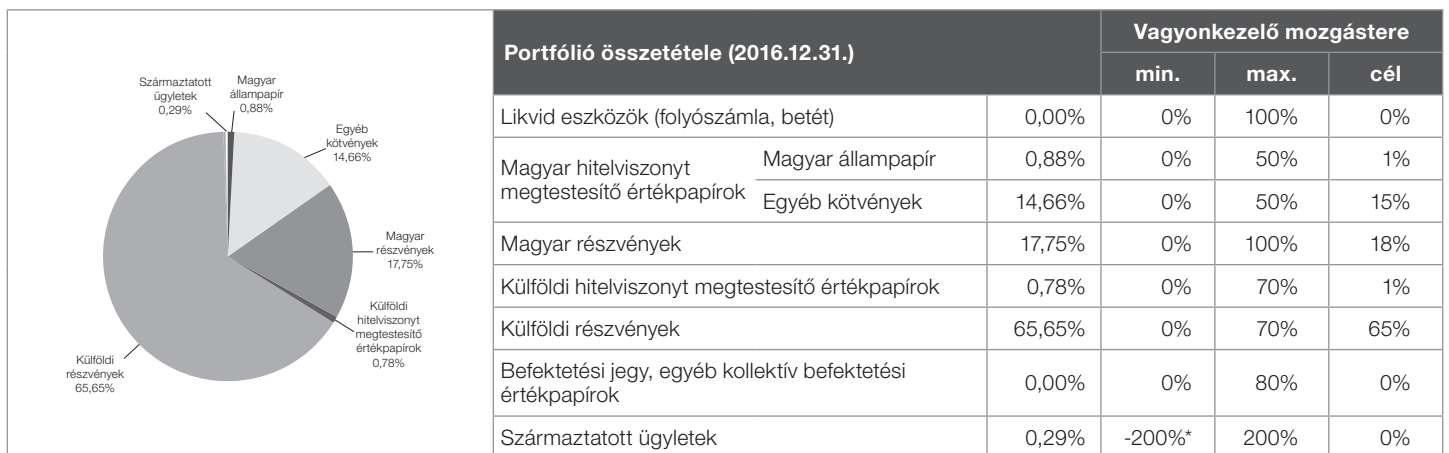 Származtatott
ügyletek
0,29%
Magyar
állampapír
0,88%
Egyéb
kötvények
14,66%
Magyar
részvények
17,75%
Külföldi
hitelviszonyt
megtestesítő
értékpapírok
0,78%
Külföldi
részvények
65,65%
Portfólió összetétele (2016.12.31.)
Vagyonkezelő mozgástere
min. max. cél
Likvid eszközök (folyószámla, betét) 0,00% 0% 100% 0%
Magyar hitelviszonyt
megtestesítő értékpapírok
Magyar állampapír 0,88% 0% 50% 1%
Egyéb kötvények 14,66% 0% 50% 15%
Magyar részvények 17,75% 0% 100% 18%
Külföldi hitelviszonyt megtestesítő értékpapírok 0,78% 0% 70% 1%
Külföldi részvények 65,65% 0% 70% 65%
Befektetési jegy, egyéb kollektív befektetési
értékpapírok 0,00% 0% 80% 0%
Származtatott ügyletek 0,29% -200%* 200% 0%